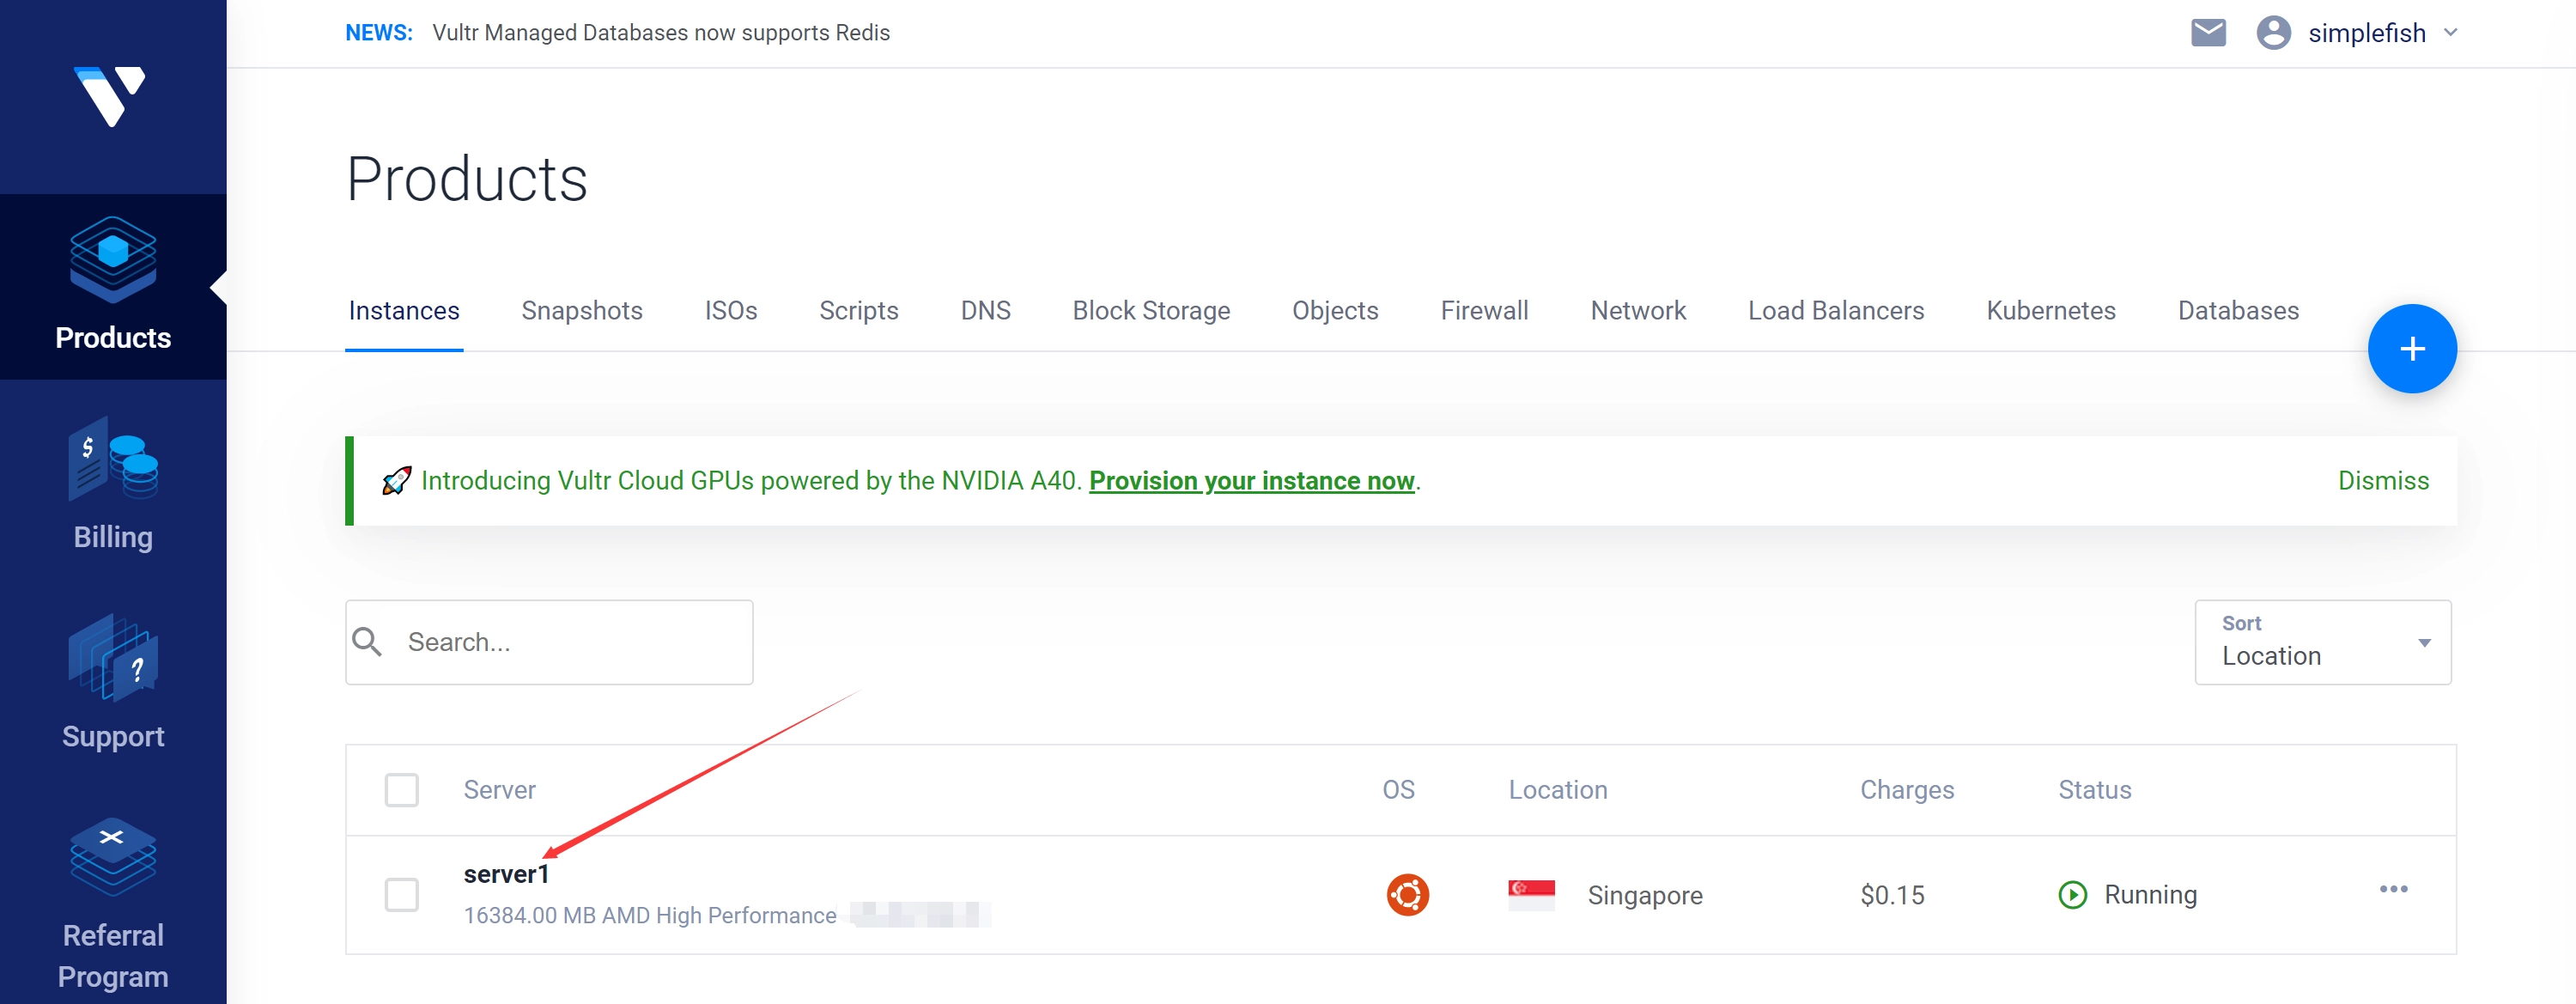 NEWS: Vultr Managed Databases now supports Redis
simplefish
Products
Products
Instances Snapshots ISOs Scripts DNS Block Storage Objects Firewall Network Load Balancers Kubernetes Databases
+
Introducing Vultr Cloud GPUs powered by the NVIDIA A40. Provision your instance now.
Dismiss
Billing
Search...
Sort
Location
Support
Server OS Location Charges Status
server1
16384.00 MB AMD High Performance
Singapore $0.15 Running
Referral
Program